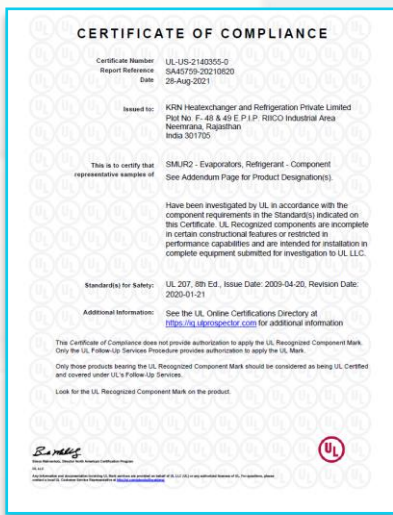 CERTIFICATE OF COMPLIANCE
Certificate Number UL-US-2140355-0
Report Reference SA45759-20210820
Date 28-Aug-2021
Issued to: KRN Heatexchanger and Refrigeration Private Limited
Plot No. F- 48 & 49 E.P.I.P. RIICO Industrial Area
Neemrana, Rajasthan
India 301705
This is to certify that SMUIR2 - Evaporators, Refrigerant - Component
representative samples of See Addendum Page for Product Designation(s).
Have been investigated by UL in accordance with the
component requirements in the Standard(s) indicated on
this Certificate. UL Recognized components are incomplete
in certain constructional features or restricted in
performance capabilities and are intended for installation in
complete equipment submitted for investigation to UL LLC.
Standard(s) for Safety: UL 207, 8th Ed., Issue Date: 2009-04-20, Revision Date:
2020-01-21
Additional Information: See the UL Online Certifications Directory at
https://iq.ulprospector.com for additional information
This Certificate of Compliance does not provide authorization to apply the UL Recognized Component Mark.
Only the UL Follow-Up Services Procedure provides authorization to apply the UL Mark.
Only those products bearing the UL Recognized Component Mark should be considered as being UL Certified
and covered under UL's Follow-Up Services.
Look for the UL Recognized Component Mark on the product.
UL